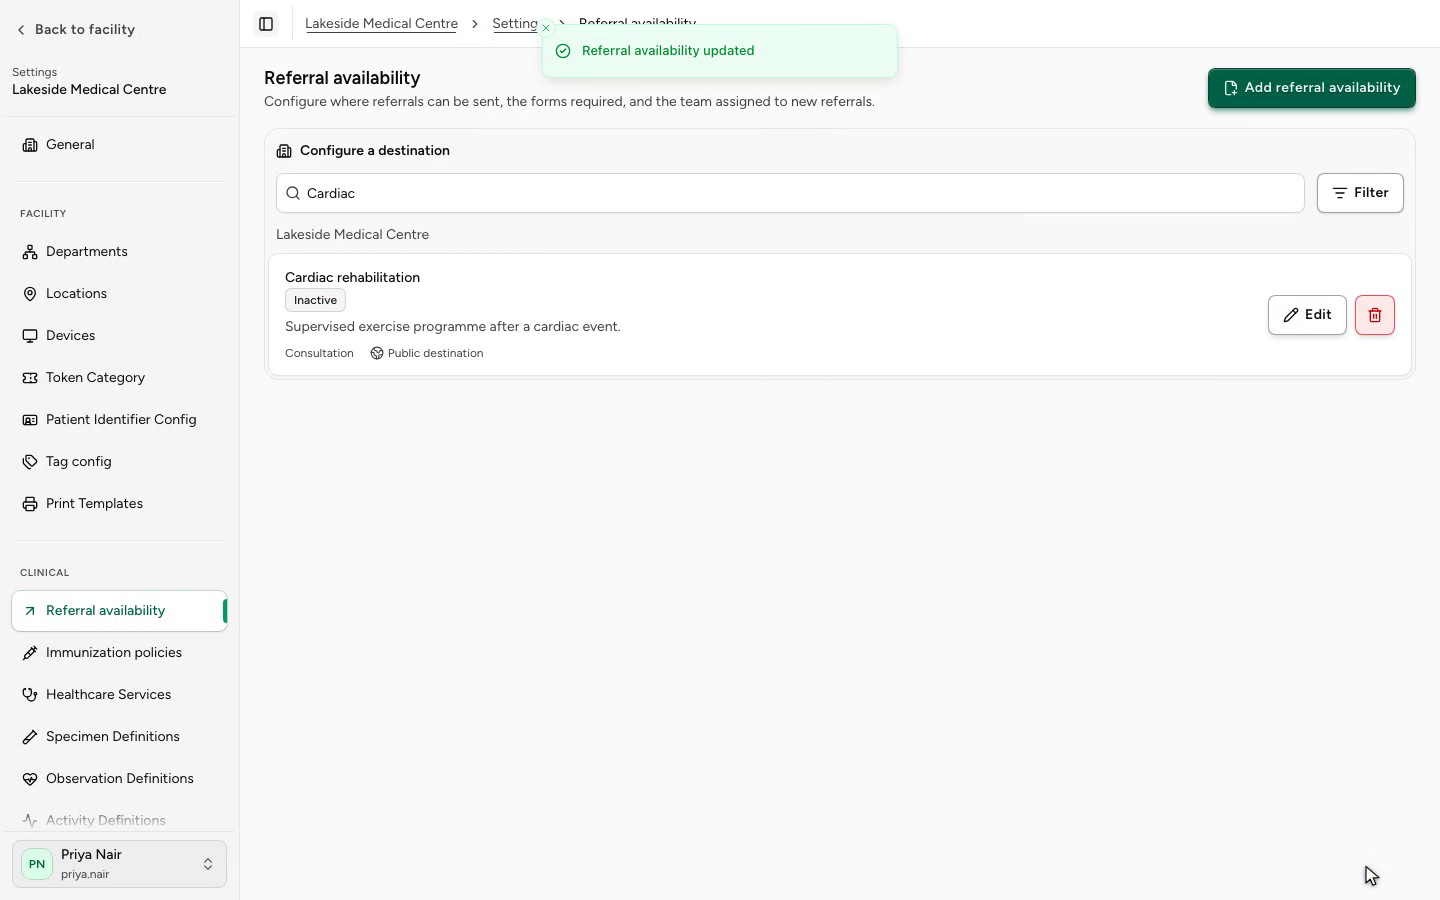 Back to facility
Settings
Lakeside Medical Centre
General
FACILITY
Departments
Locations
Devices
Token Category
Patient Identifier Config
Tag config
Print Templates
CLINICAL
Referral availability
Immunization policies
Healthcare Services
Specimen Definitions
Observation Definitions
Activity Definitions
PN
Priya Nair
priya.nair
Lakeside Medical Centre
Setting
Referral availability
Referral availability updated
Referral availability
Configure where referrals can be sent, the forms required, and the team assigned to new referrals.
Add referral availability
Configure a destination
Cardiac
Filter
Lakeside Medical Centre
Cardiac rehabilitation
Inactive
Supervised exercise programme after a cardiac event.
Consultation Public destination
Edit